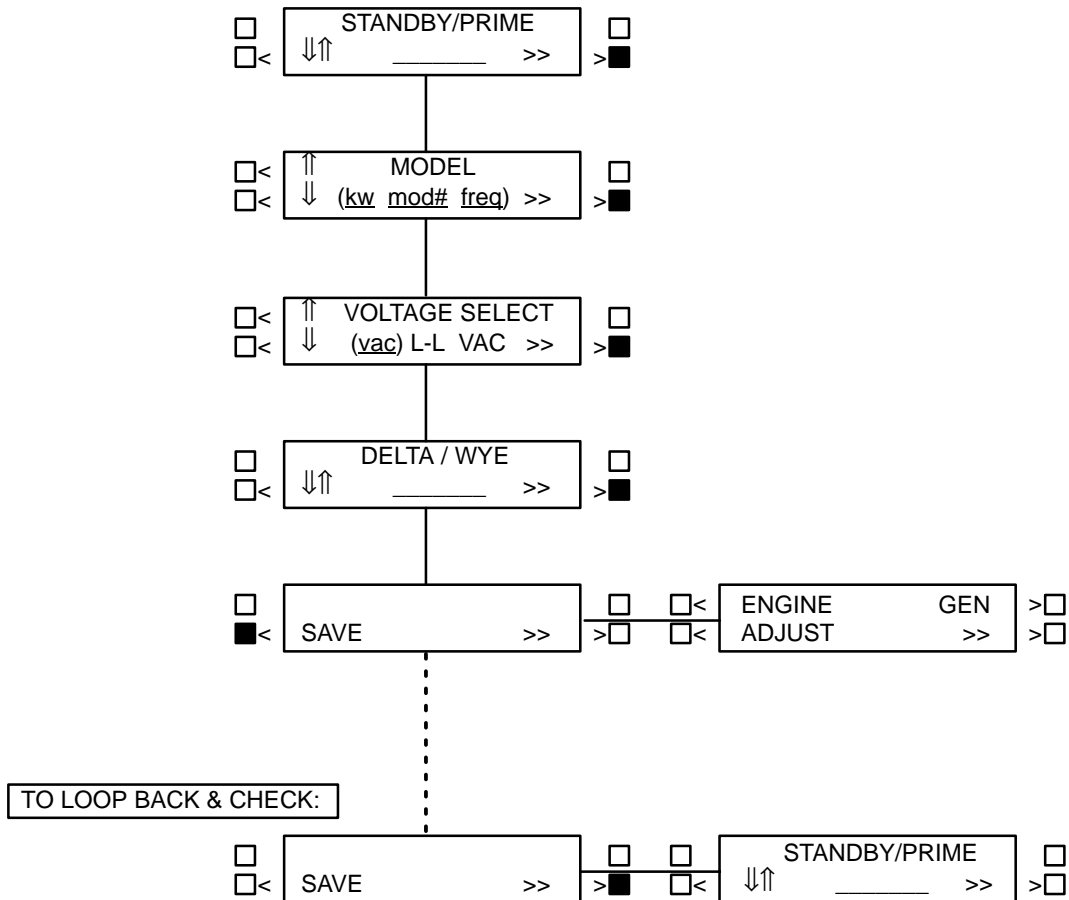 STANDBY/PRIME
< ⇓⇑ _______ >> >
< ⇑ MODEL
< ⇓ (kw mod# freq) >> >
< ⇑ VOLTAGE SELECT
< ⇓ (vac) L-L VAC >> >
DELTA / WYE
< ⇓⇑ _______ >> >
< ENGINE GEN >
< SAVE >> > < ADJUST >> >
TO LOOP BACK & CHECK:
STANDBY/PRIME
< SAVE >> > < ⇓⇑ _______ >> >